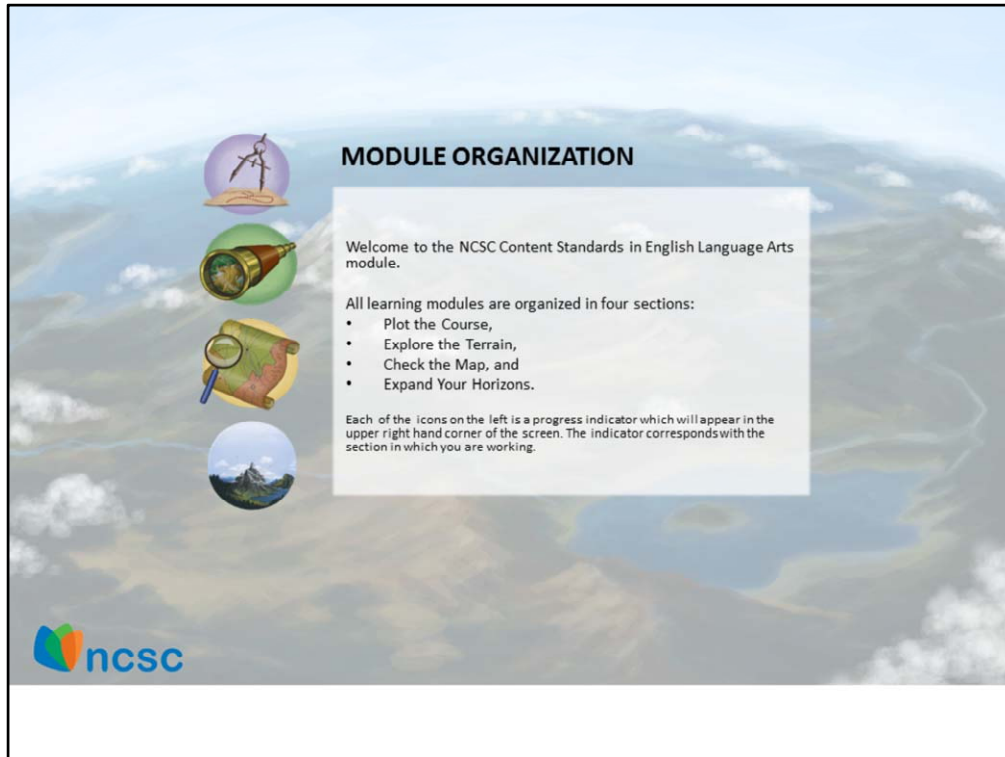 MODULE ORGANIZATION
Welcome to the NCSC Content Standards in English Language Arts
module.
All learning modules are organized in four sections:
• Plot the Course,
• Explore the Terrain,
• Check the Map, and
• Expand Your Horizons.
Each of the icons on the left is a progress indicator which will appear in the
upper right hand corner of the screen. The indicator corresponds with the
section in which you are working.
ncsc